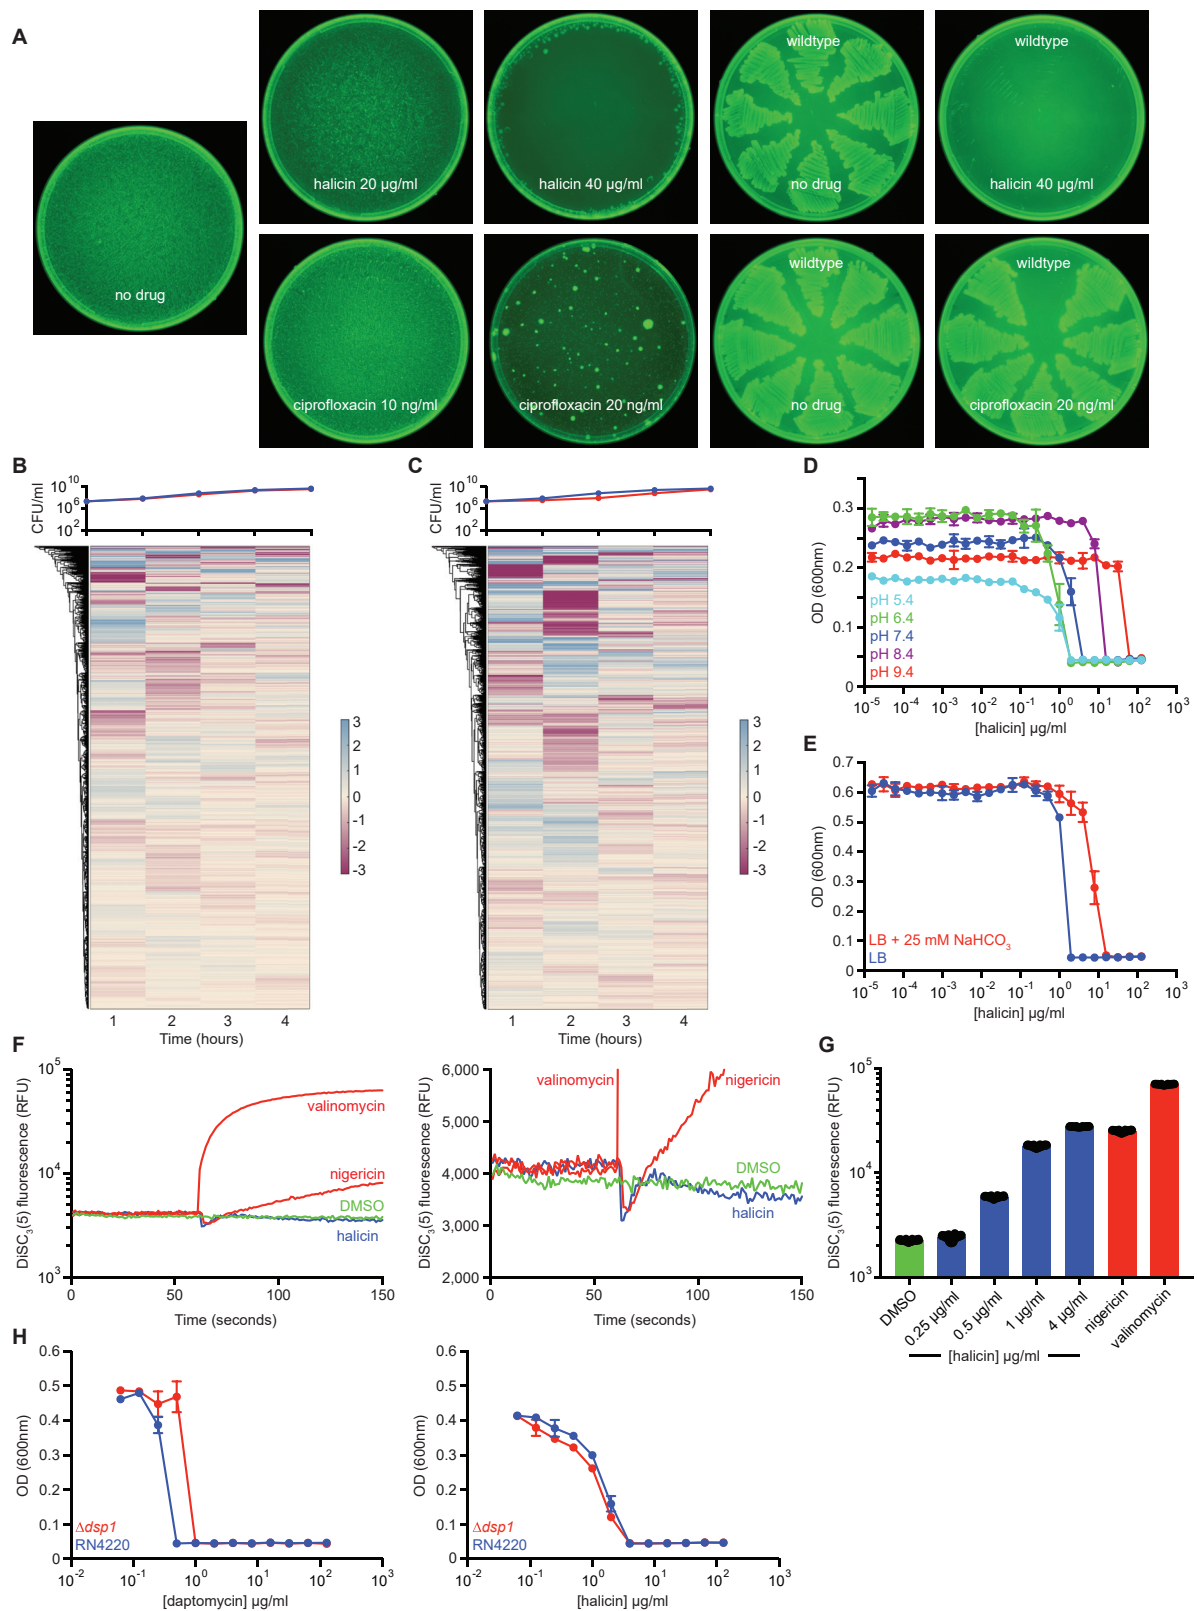 A
no drug
halicin 20 µg/ml
halicin 40 µg/ml
wildtype
no drug
wildtype
halicin 40 µg/ml
ciprofloxacin 10 ng/ml
ciprofloxacin 20 ng/ml
wildtype
no drug
wildtype
ciprofloxacin 20 ng/ml
B
CFU/ml
10^10
10^6
10^2
3
2
1
0
-1
-2
-3
1 2 3 4
Time (hours)
C
CFU/ml
10^10
10^6
10^2
3
2
1
0
-1
-2
-3
1 2 3 4
Time (hours)
D
OD (600nm)
0.3
0.2
0.1
0
pH 5.4
pH 6.4
pH 7.4
pH 8.4
pH 9.4
10^-5 10^-4 10^-3 10^-2 10^-1 10^0 10^1 10^2 10^3
[halicin] µg/ml
E
OD (600nm)
0.7
0.6
0.5
0.4
0.3
0.2
0.1
0
LB + 25 mM NaHCO₃
LB
10^-5 10^-4 10^-3 10^-2 10^-1 10^0 10^1 10^2 10^3
[halicin] µg/ml
F
DiSC₃(5) fluorescence (RFU)
10^5
10^4
10^3
valinomycin
nigericin
DMSO
halicin
0 50 100 150
Time (seconds)
DiSC₃(5) fluorescence (RFU)
6,000
5,000
4,000
3,000
2,000
valinomycin
nigericin
DMSO
halicin
0 50 100 150
Time (seconds)
G
DiSC₃(5) fluorescence (RFU)
10^5
10^4
10^3
DMSO
0.25 µg/ml
0.5 µg/ml
1 µg/ml
4 µg/ml
nigericin
valinomycin
[halicin] µg/ml
H
OD (600nm)
0.6
0.5
0.4
0.3
0.2
0.1
0
Δdsp1
RN4220
10^-2 10^-1 10^0 10^1 10^2 10^3
[daptomycin] µg/ml
OD (600nm)
0.6
0.5
0.4
0.3
0.2
0.1
0
Δdsp1
RN4220
10^-2 10^-1 10^0 10^1 10^2 10^3
[halicin] µg/ml